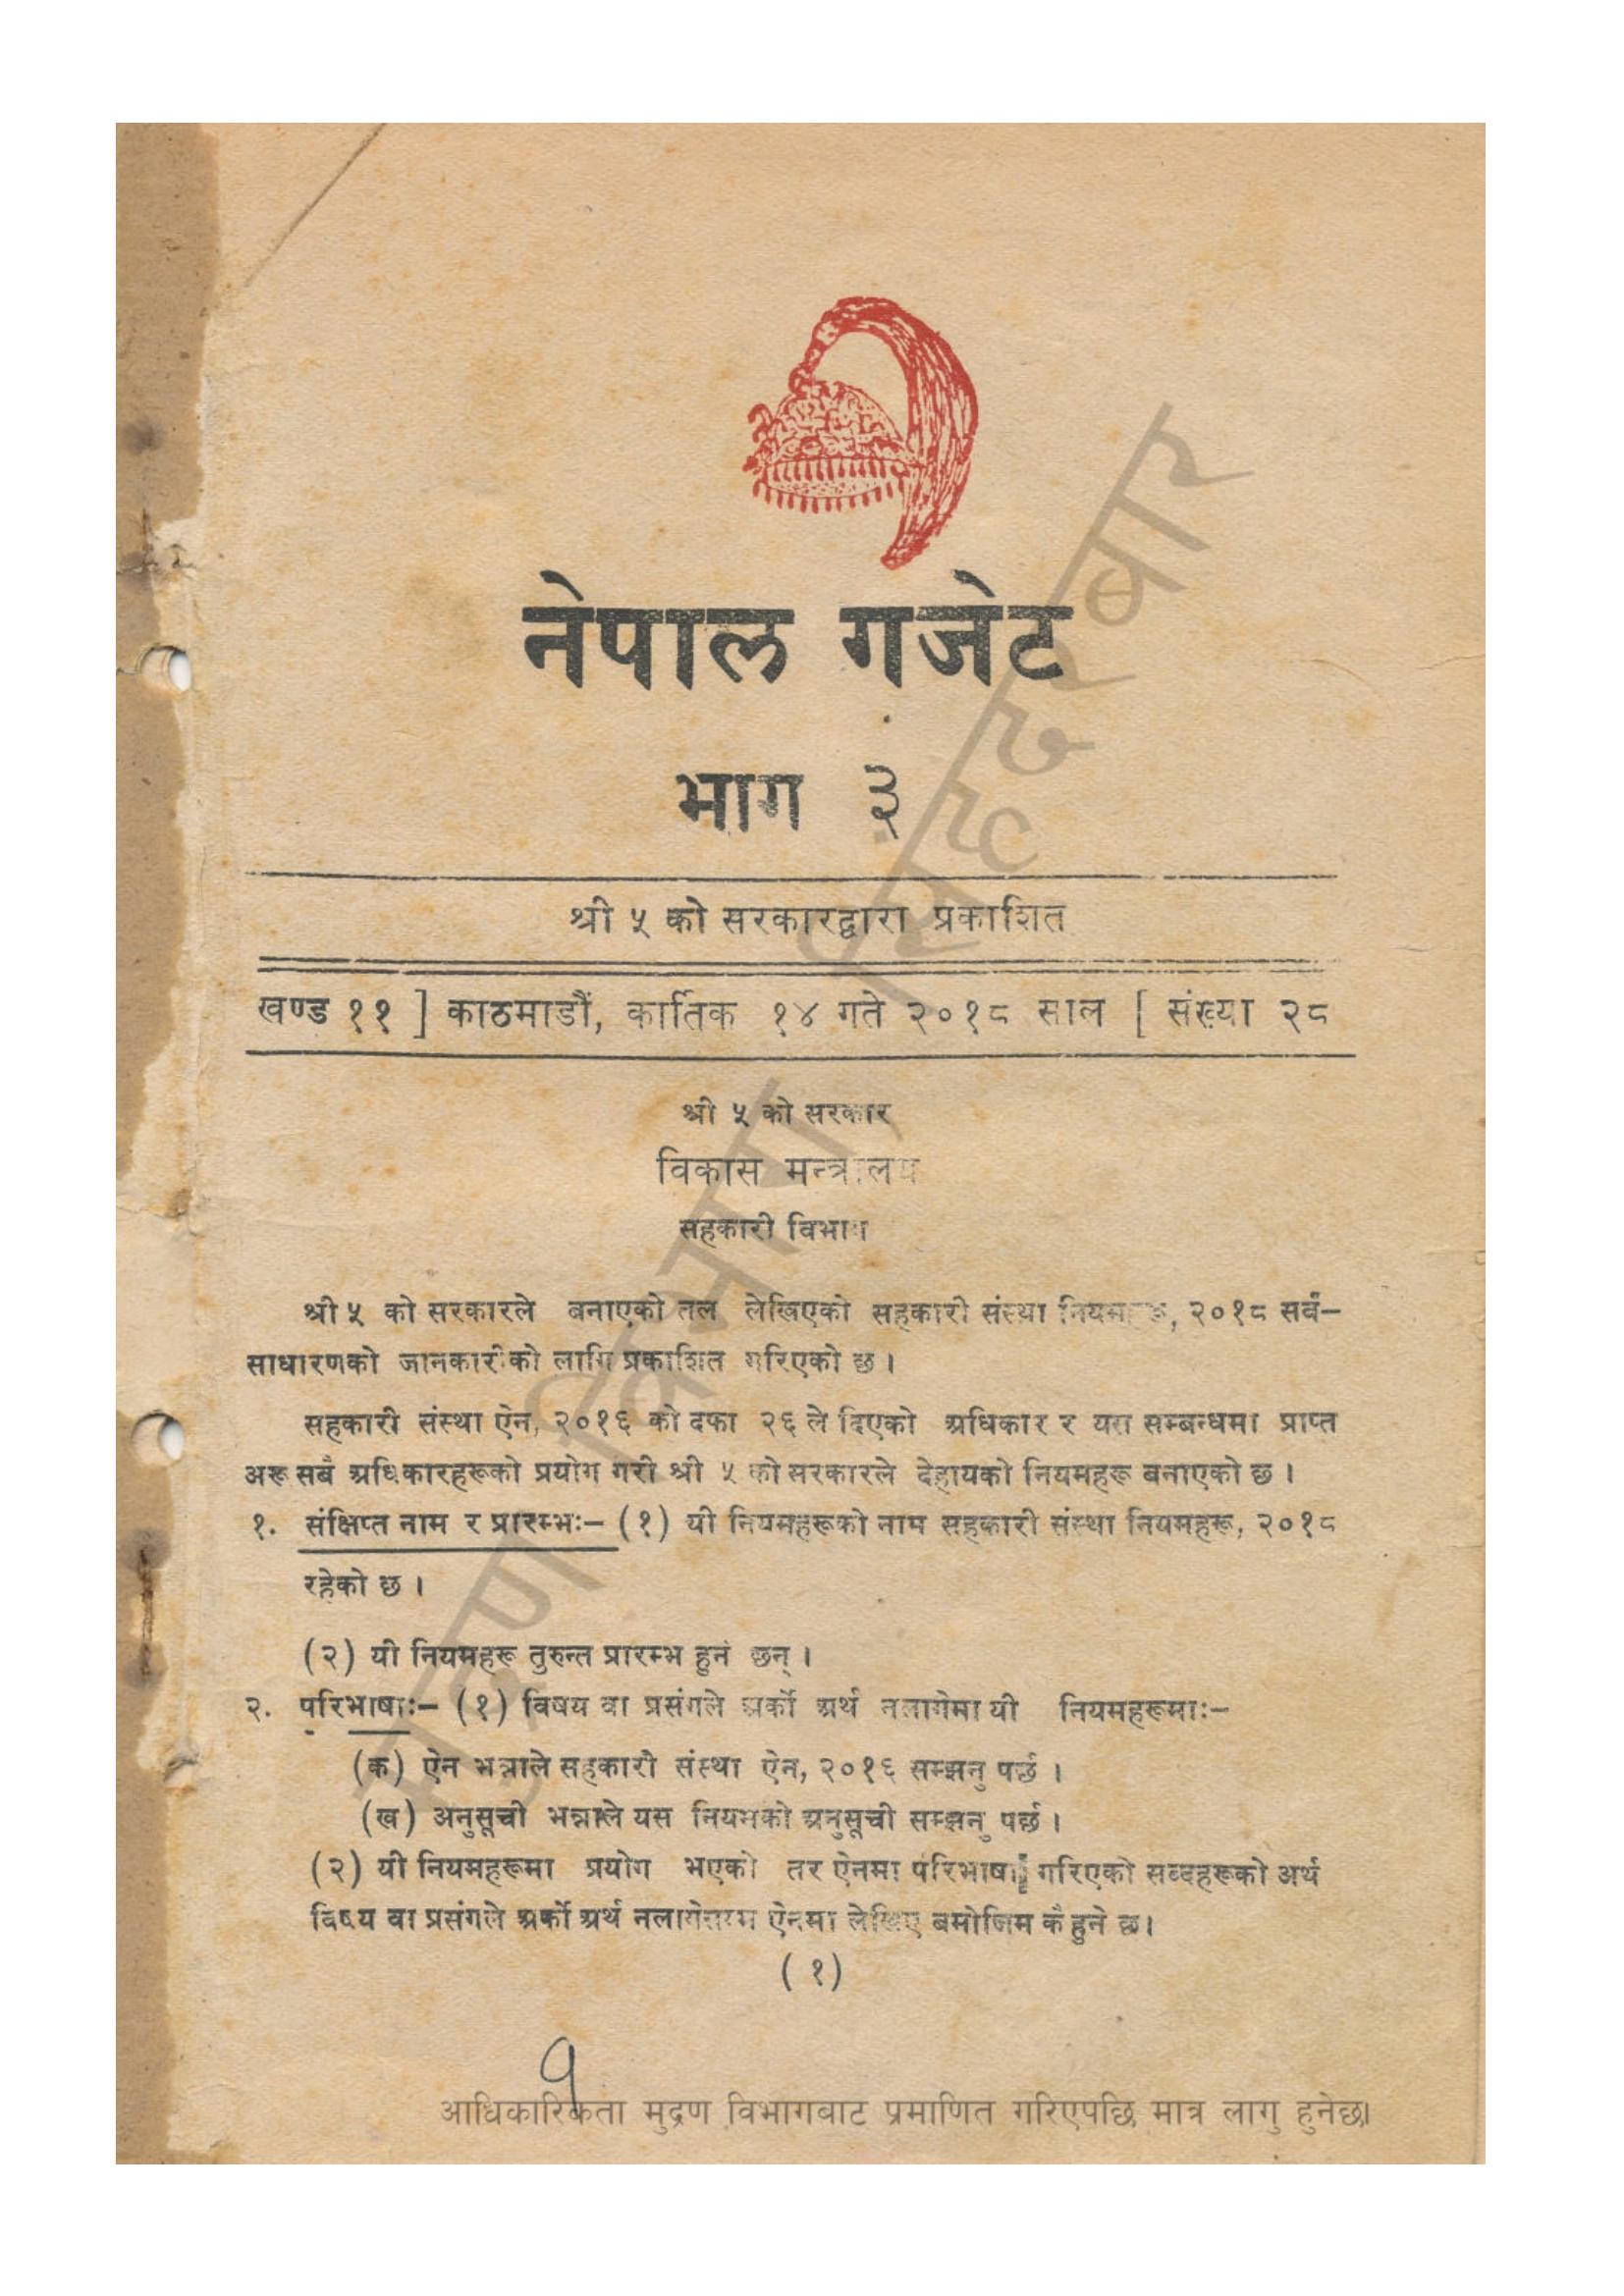 नेपाल गजेट
भाग ३
श्री ५ को सरकारद्वारा प्रकाशित
खण्ड ११ ] काठमाडौं, कार्तिक १४ गते २०१८ साल [ संख्या २८
श्री ५ को सरकार
विकास मन्त्रालय
सहकारी विभाग
श्री ५ को सरकारले बनाएको तल लेखिएको सहकारी संस्था नियमहरू, २०१८ सर्व–
साधारणको जानकारीको लागि प्रकाशित गरिएको छ ।
सहकारी संस्था ऐन, २०१६ को दफा २६ ले दिएको अधिकार र यस सम्बन्धमा प्राप्त
अरू सबै अधिकारहरूको प्रयोग गरी श्री ५ को सरकारले देहायको नियमहरू बनाएको छ ।
१. संक्षिप्त नाम र प्रारम्भः– (१) यी नियमहरूको नाम सहकारी संस्था नियमहरू, २०१८
रहेको छ ।
(२) यी नियमहरू तुरुन्त प्रारम्भ हुनेछन् ।
२. परिभाषाः– (१) विषय वा प्रसंगले अर्को अर्थ नलागेमा यी नियमहरूमाः–
(क) ऐन भन्नाले सहकारी संस्था ऐन, २०१६ सम्झनु पर्छ ।
(ख) अनुसूची भन्नाले यस नियमको अनुसूची सम्झनु पर्छ ।
(२) यी नियमहरूमा प्रयोग भएको तर ऐनमा परिभाषा गरिएको सब्दहरूको अर्थ
विषय वा प्रसंगले अर्को अर्थ नलागेसम्म ऐनमा लेखिए बमोजिमकै हुने छ।
( १ )
१
आधिकारिकता मुद्रण विभागबाट प्रमाणित गरिएपछि मात्र लागु हुनेछ।
मुद्रण विभाग, सिंहदरबार